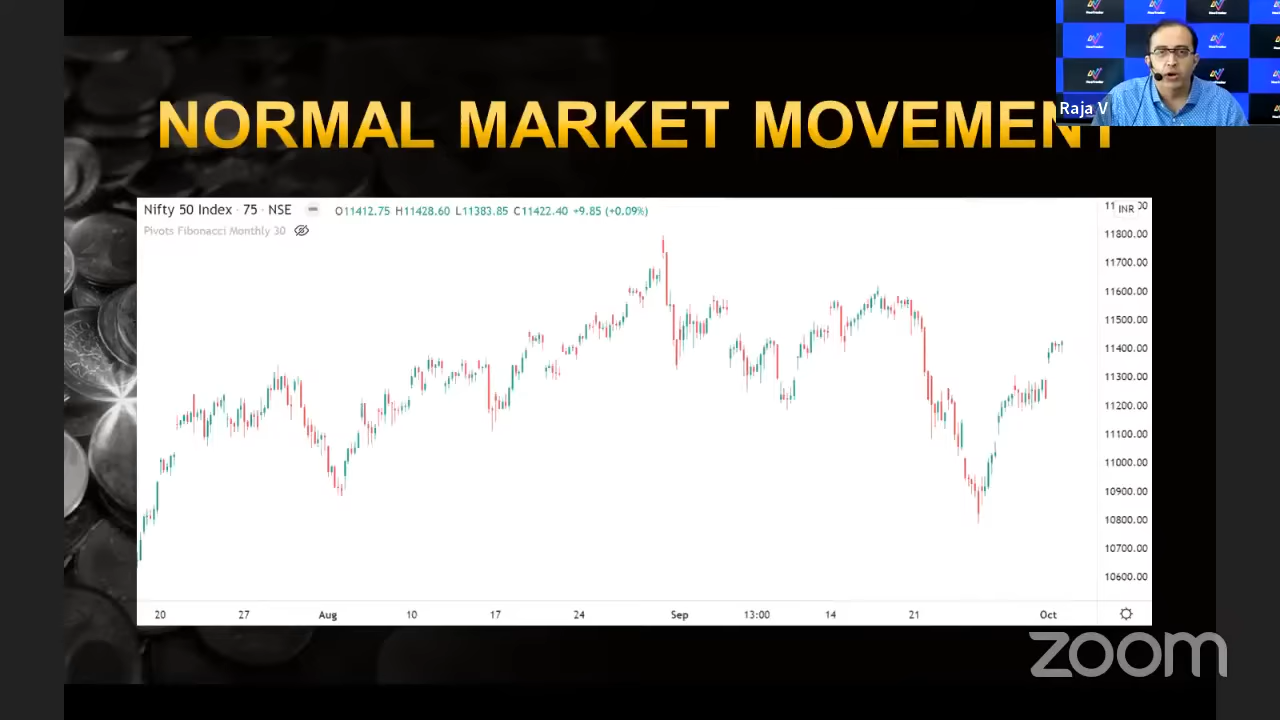 NORMAL MARKET MOVEMENT
Raja V
Nifty 50 Index · 75 · NSE
O11412.75 H11428.60 L11383.85 C11422.40 +9.85 (+0.09%)
Pivots Fibonacci Monthly 30
INR
11800.00
11700.00
11600.00
11500.00
11400.00
11300.00
11200.00
11100.00
11000.00
10900.00
10800.00
10700.00
10600.00
20 27 Aug 10 17 24 Sep 13:00 14 21 Oct
zoom